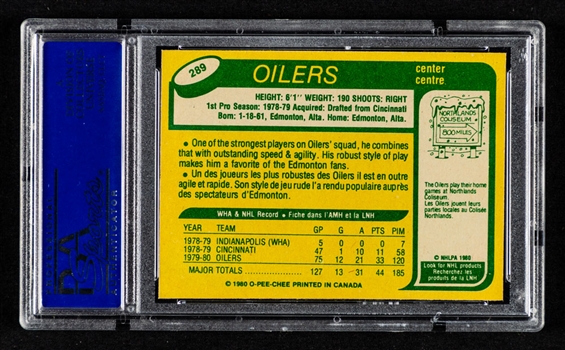 289
OILERS
center
centre.
HEIGHT: 6'1'' WEIGHT: 190 SHOOTS: RIGHT
1st Pro Season: 1978-79 Acquired: Drafted from Cincinnati
Born: 1-18-61, Edmonton, Alta. Home: Edmonton, Alta.
NORTHLANDS
COLISEUM
800 MILES
• One of the strongest players on Oilers' squad, he combines
that with outstanding speed & agility. His robust style of play
makes him a favorite of the Edmonton fans.
• Un des joueurs les plus robustes des Oilers il est en outre
agile et rapide. Son style de jeu rude l'a rendu populaire auprès
des spectateurs d'Edmonton.
The Oilers play their home
games at Northlands
Coliseum.
Les Oilers jouent leurs
parties locales au Colisée
Northlands.
WHA & NHL Record • Fiche dans l'AMH et la LNH
YEAR TEAM GP G A PTS PIM
1978-79 INDIANAPOLIS (WHA) 5 0 0 0 7
1978-79 CINCINNATI 47 1 10 11 58
1979-80 OILERS 75 12 21 33 120
MAJOR TOTALS 127 13 31 44 185
© 1980 O-PEE-CHEE PRINTED IN CANADA
© NHLPA 1980
Look for NHL products
Recherchez les
produits de la LNH
PSA